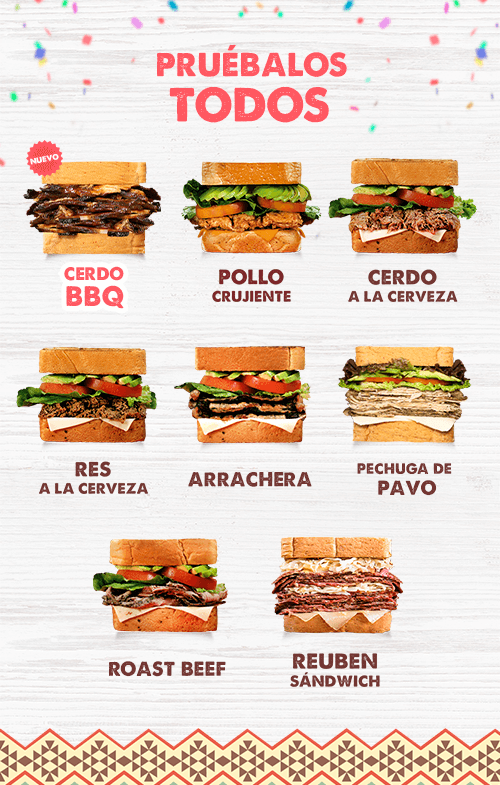 PRUÉBALOS
TODOS
NUEVO
CERDO
BBQ
POLLO
CRUJIENTE
CERDO
A LA CERVEZA
RES
A LA CERVEZA
ARRACHERA
PECHUGA DE
PAVO
ROAST BEEF
REUBEN
SÁNDWICH